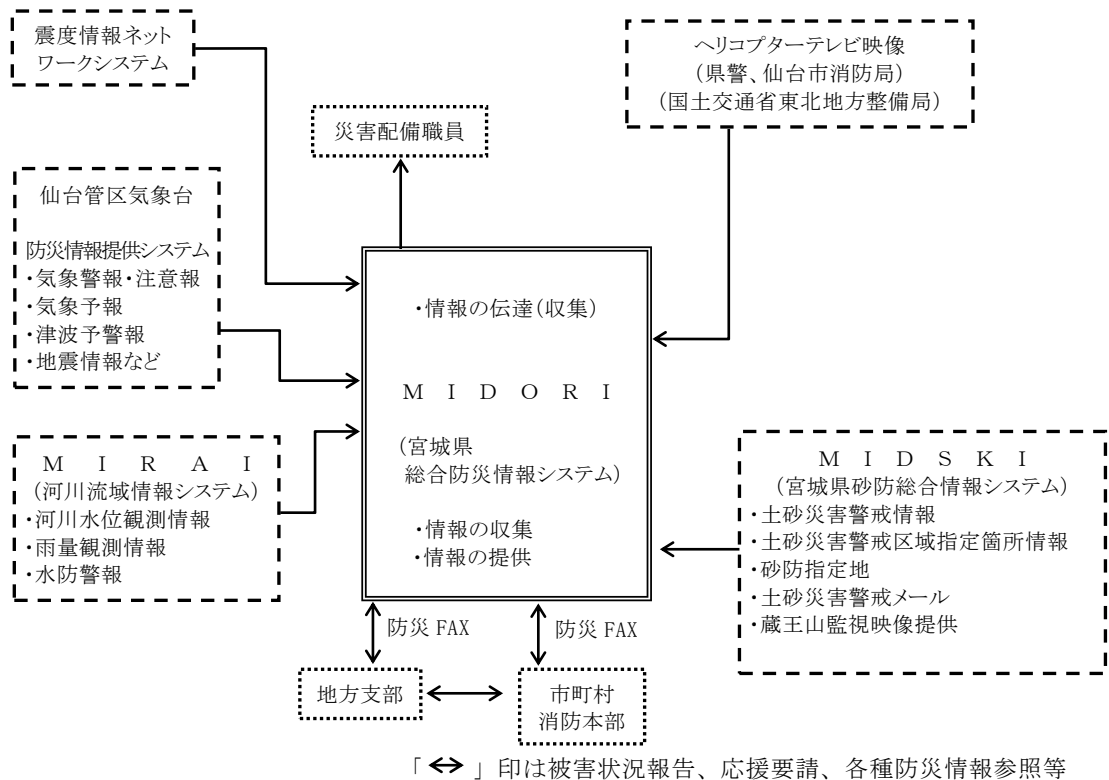 震度情報ネット
ワークシステム
ヘリコプターテレビ映像
(県警、仙台市消防局)
(国土交通省東北地方整備局)
災害配備職員
仙台管区気象台
防災情報提供システム
・気象警報・注意報
・気象予報
・津波予警報
・地震情報など
・情報の伝達(収集)
M I D O R I
(宮城県
総合防災情報システム)
・情報の収集
・情報の提供
M I R A I
(河川流域情報システム)
・河川水位観測情報
・雨量観測情報
・水防警報
M I D S K I
(宮城県砂防総合情報システム)
・土砂災害警戒情報
・土砂災害警戒区域指定箇所情報
・砂防指定地
・土砂災害警戒メール
・蔵王山監視映像提供
防災 FAX
防災 FAX
地方支部
市町村
消防本部
「 ↔ 」印は被害状況報告、応援要請、各種防災情報参照等